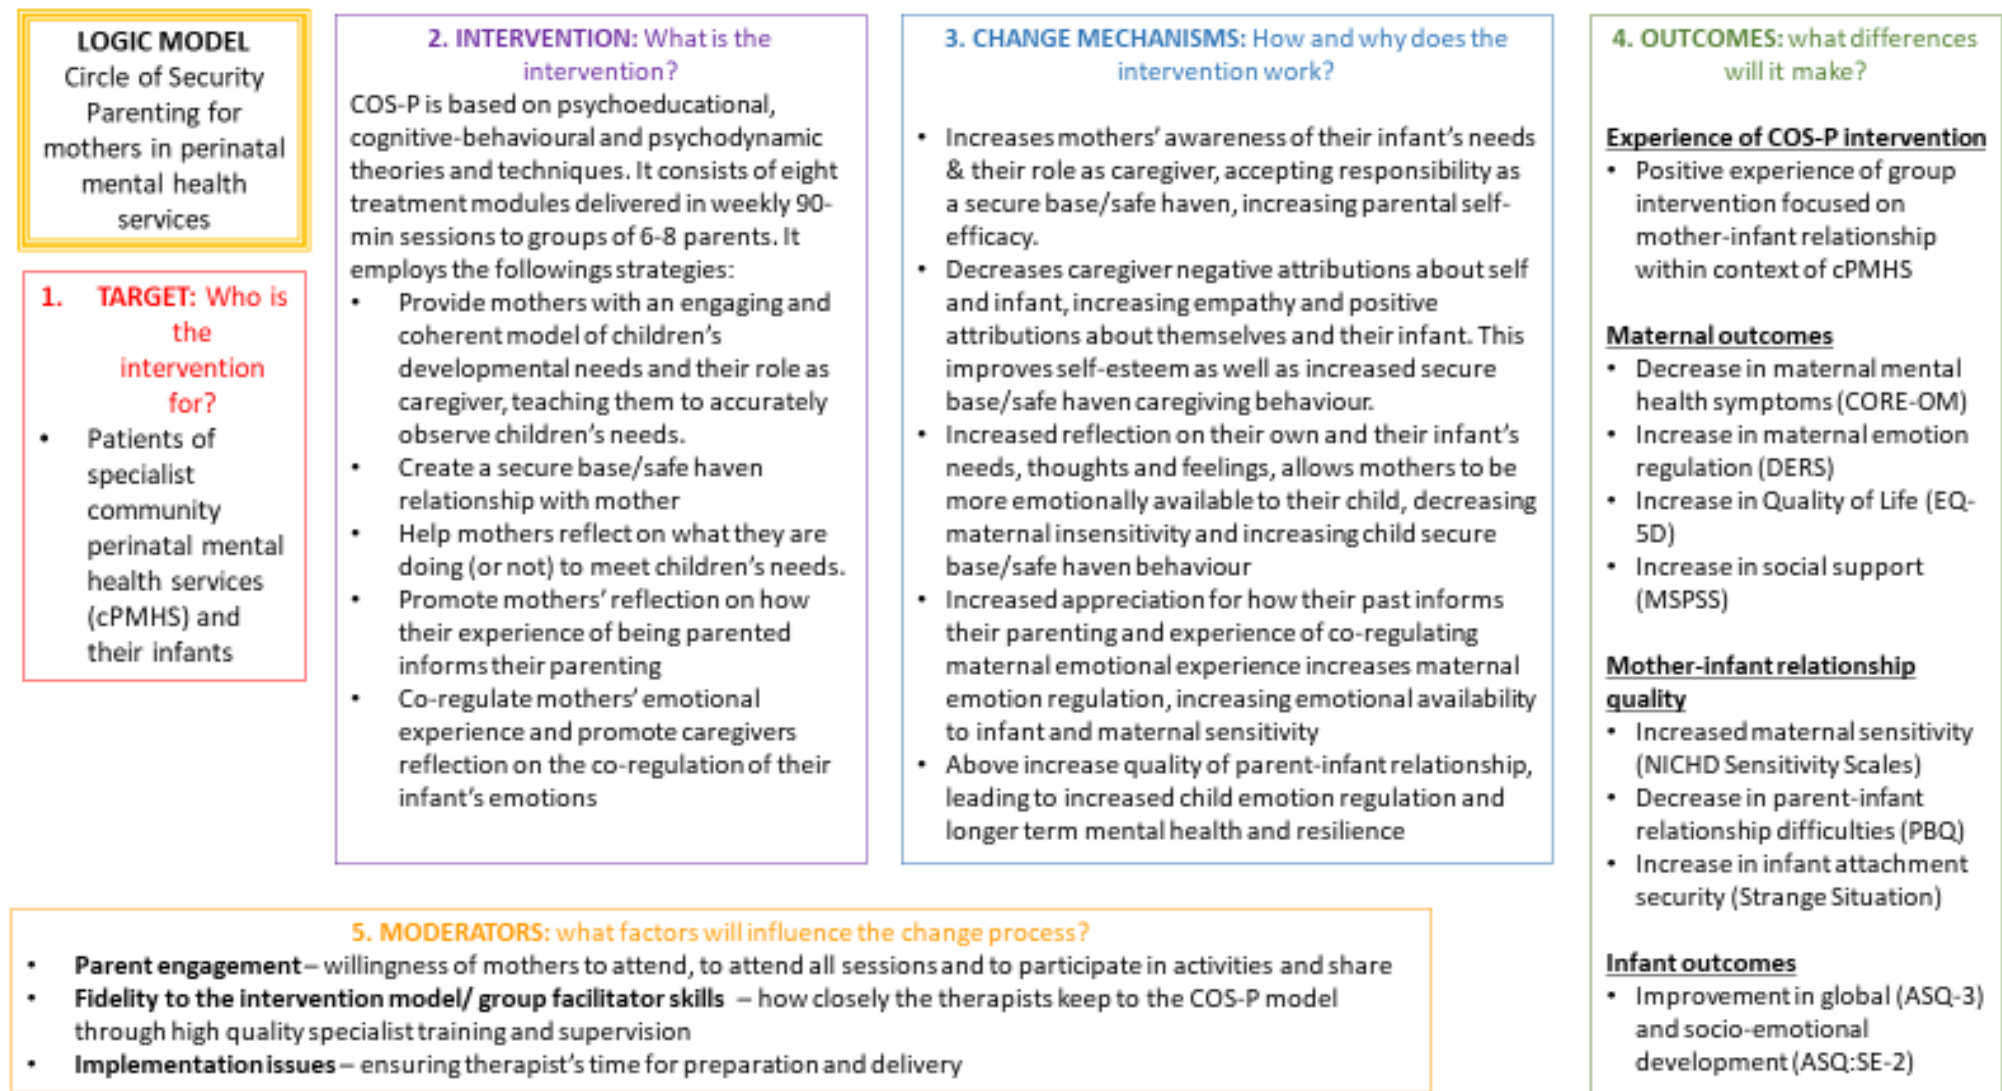 LOGIC MODEL
Circle of Security
Parenting for
mothers in perinatal
mental health
services
1. TARGET: Who is
the
intervention
for?
• Patients of
specialist
community
perinatal mental
health services
(cPMHS) and
their infants
2. INTERVENTION: What is the
intervention?
COS-P is based on psychoeducational,
cognitive-behavioural and psychodynamic
theories and techniques. It consists of eight
treatment modules delivered in weekly 90-
min sessions to groups of 6-8 parents. It
employs the followings strategies:
• Provide mothers with an engaging and
coherent model of children's
developmental needs and their role as
caregiver, teaching them to accurately
observe children's needs.
• Create a secure base/safe haven
relationship with mother
• Help mothers reflect on what they are
doing (or not) to meet children's needs.
• Promote mothers' reflection on how
their experience of being parented
informs their parenting
• Co-regulate mothers' emotional
experience and promote caregivers
reflection on the co-regulation of their
infant's emotions
3. CHANGE MECHANISMS: How and why does the
intervention work?
• Increases mothers' awareness of their infant's needs
& their role as caregiver, accepting responsibility as
a secure base/safe haven, increasing parental self-
efficacy.
• Decreases caregiver negative attributions about self
and infant, increasing empathy and positive
attributions about themselves and their infant. This
improves self-esteem as well as increased secure
base/safe haven caregiving behaviour.
• Increased reflection on their own and their infant's
needs, thoughts and feelings, allows mothers to be
more emotionally available to their child, decreasing
maternal insensitivity and increasing child secure
base/safe haven behaviour
• Increased appreciation for how their past informs
their parenting and experience of co-regulating
maternal emotional experience increases maternal
emotion regulation, increasing emotional availability
to infant and maternal sensitivity
• Above increase quality of parent-infant relationship,
leading to increased child emotion regulation and
longer term mental health and resilience
4. OUTCOMES: what differences
will it make?
Experience of COS-P intervention
• Positive experience of group
intervention focused on
mother-infant relationship
within context of cPMHS
Maternal outcomes
• Decrease in maternal mental
health symptoms (CORE-OM)
• Increase in maternal emotion
regulation (DERS)
• Increase in Quality of Life (EQ-
5D)
• Increase in social support
(MSPSS)
Mother-infant relationship
quality
• Increased maternal sensitivity
(NICHD Sensitivity Scales)
• Decrease in parent-infant
relationship difficulties (PBQ)
• Increase in infant attachment
security (Strange Situation)
Infant outcomes
• Improvement in global (ASQ-3)
and socio-emotional
development (ASQ:SE-2)
5. MODERATORS: what factors will influence the change process?
• Parent engagement – willingness of mothers to attend, to attend all sessions and to participate in activities and share
• Fidelity to the intervention model/ group facilitator skills – how closely the therapists keep to the COS-P model
through high quality specialist training and supervision
• Implementation issues – ensuring therapist's time for preparation and delivery